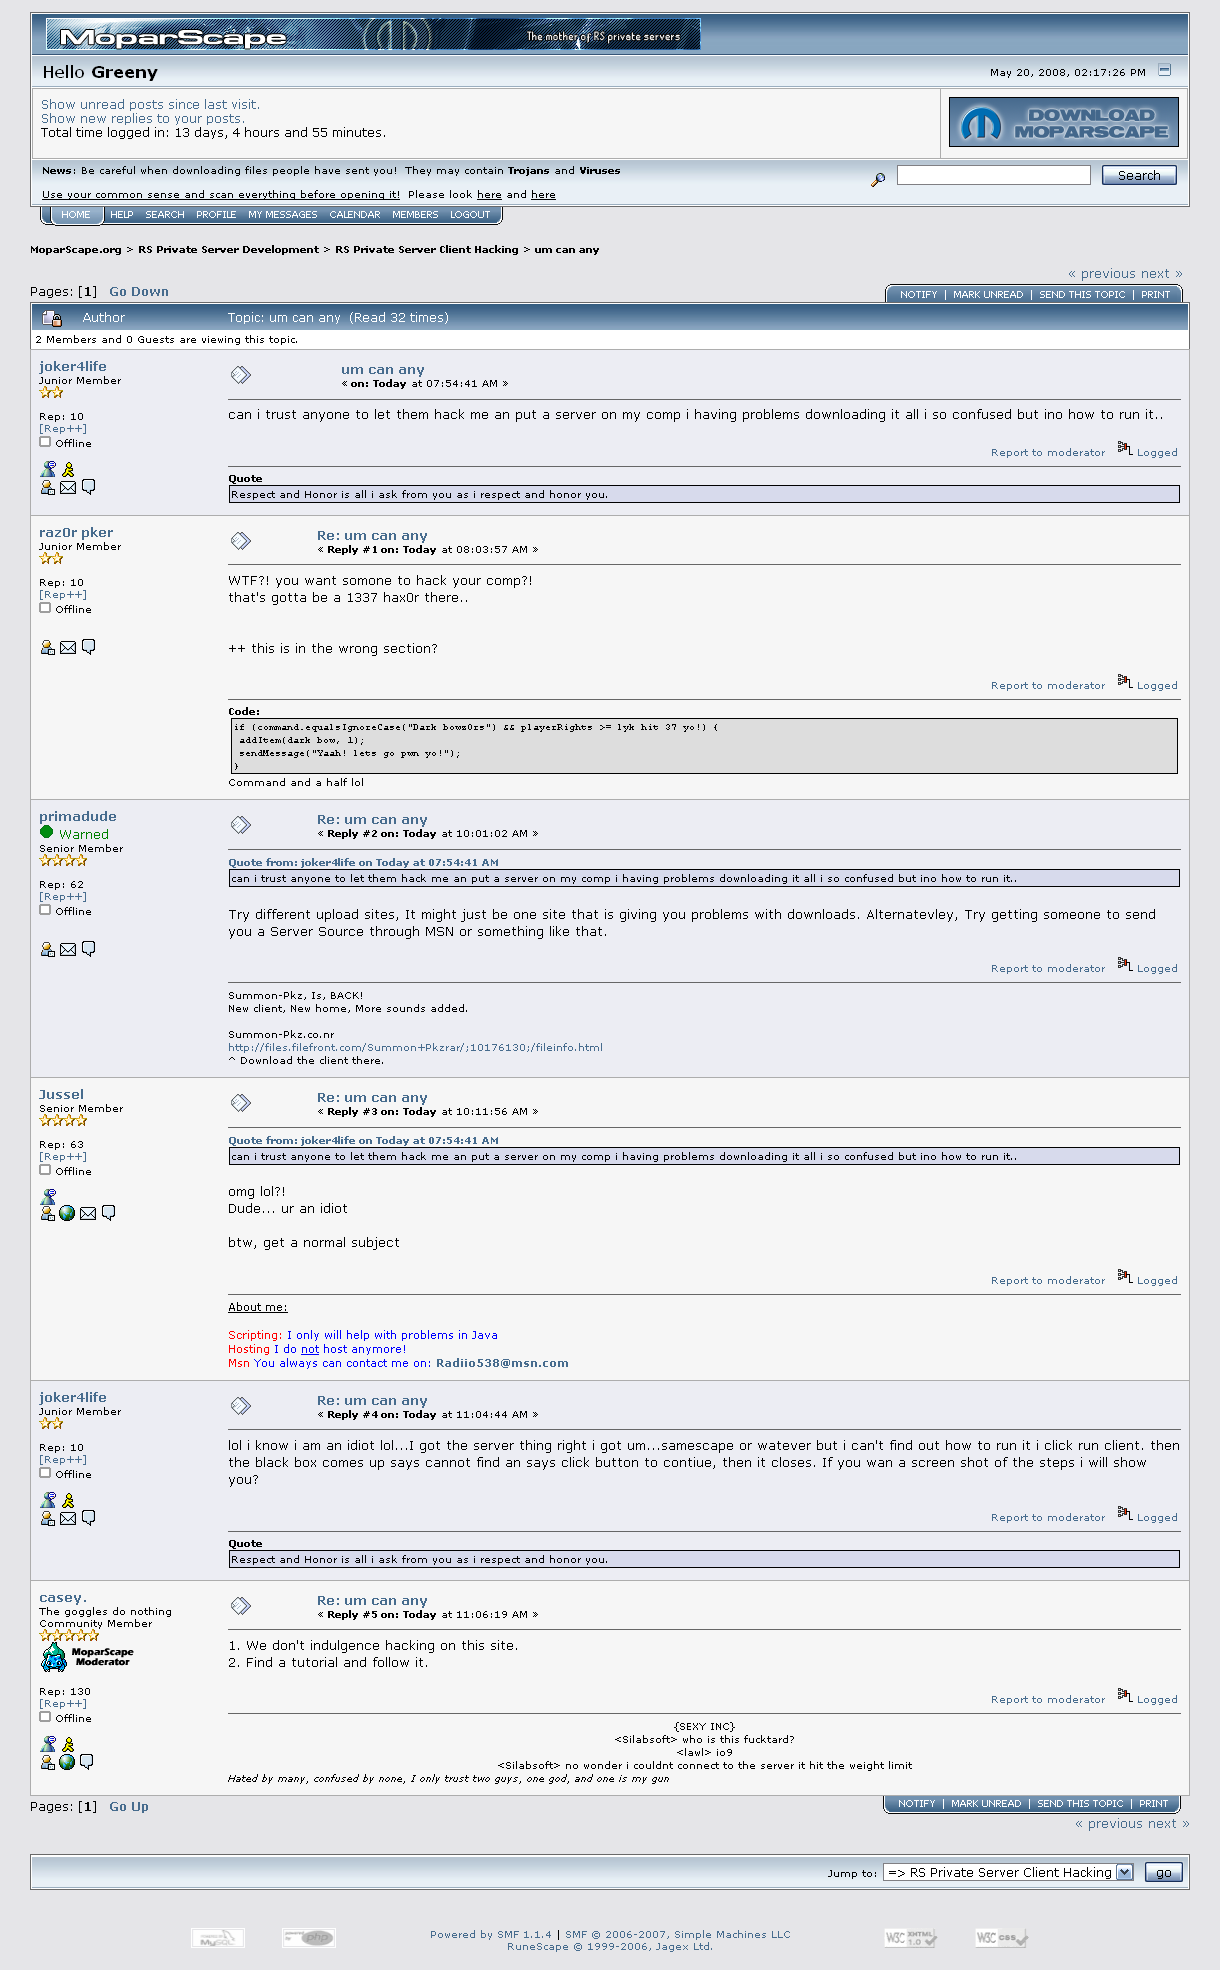 MoparScape
The mother of RS private servers
Hello Greeny
May 20, 2008, 02:17:26 PM
Show unread posts since last visit.
Show new replies to your posts.
Total time logged in: 13 days, 4 hours and 55 minutes.
DOWNLOAD
MOPARSCAPE
News: Be careful when downloading files people have sent you!  They may contain Trojans and Viruses
Use your common sense and scan everything before opening it!  Please look here and here
Search
HOME HELP SEARCH PROFILE MY MESSAGES CALENDAR MEMBERS LOGOUT
MoparScape.org > RS Private Server Development > RS Private Server Client Hacking > um can any
« previous next »
Pages: [1]   Go Down
NOTIFY | MARK UNREAD | SEND THIS TOPIC | PRINT
Author
Topic: um can any  (Read 32 times)
2 Members and 0 Guests are viewing this topic.
joker4life
Junior Member
Rep: 10
[Rep++]
Offline
um can any
« on: Today at 07:54:41 AM »
can i trust anyone to let them hack me an put a server on my comp i having problems downloading it all i so confused but ino how to run it..
Report to moderator   Logged
Quote
Respect and Honor is all i ask from you as i respect and honor you.
raz0r pker
Junior Member
Rep: 10
[Rep++]
Offline
Re: um can any
« Reply #1 on: Today at 08:03:57 AM »
WTF?! you want somone to hack your comp?!
that's gotta be a 1337 hax0r there..
++ this is in the wrong section?
Report to moderator   Logged
Code:
if (command.equalsIgnoreCase("Dark bowz0rs") && playerRights >= lyk hit 37 yo!) {
addItem(dark bow, 1);
sendMessage("Yaah! lets go pwn yo!");
}
Command and a half lol
primadude
Warned
Senior Member
Rep: 62
[Rep++]
Offline
Re: um can any
« Reply #2 on: Today at 10:01:02 AM »
Quote from: joker4life on Today at 07:54:41 AM
can i trust anyone to let them hack me an put a server on my comp i having problems downloading it all i so confused but ino how to run it..
Try different upload sites, It might just be one site that is giving you problems with downloads. Alternatevley, Try getting someone to send
you a Server Source through MSN or something like that.
Report to moderator   Logged
Summon-Pkz, Is, BACK!
New client, New home, More sounds added.
Summon-Pkz.co.nr
http://files.filefront.com/Summon+Pkzrar/;10176130;/fileinfo.html
^ Download the client there.
Jussel
Senior Member
Rep: 63
[Rep++]
Offline
Re: um can any
« Reply #3 on: Today at 10:11:56 AM »
Quote from: joker4life on Today at 07:54:41 AM
can i trust anyone to let them hack me an put a server on my comp i having problems downloading it all i so confused but ino how to run it..
omg lol?!
Dude... ur an idiot
btw, get a normal subject
Report to moderator   Logged
About me:
Scripting: I only will help with problems in Java
Hosting I do not host anymore!
Msn You always can contact me on: Radiio538@msn.com
joker4life
Junior Member
Rep: 10
[Rep++]
Offline
Re: um can any
« Reply #4 on: Today at 11:04:44 AM »
lol i know i am an idiot lol...I got the server thing right i got um...samescape or watever but i can't find out how to run it i click run client. then
the black box comes up says cannot find an says click button to contiue, then it closes. If you wan a screen shot of the steps i will show
you?
Report to moderator   Logged
Quote
Respect and Honor is all i ask from you as i respect and honor you.
casey.
The goggles do nothing
Community Member
MoparScape
Moderator
Rep: 130
[Rep++]
Offline
Re: um can any
« Reply #5 on: Today at 11:06:19 AM »
1. We don't indulgence hacking on this site.
2. Find a tutorial and follow it.
Report to moderator   Logged
{SEXY INC}
<Silabsoft> who is this fucktard?
<lawl> io9
<Silabsoft> no wonder i couldnt connect to the server it hit the weight limit
Hated by many, confused by none, I only trust two guys, one god, and one is my gun
Pages: [1]   Go Up
NOTIFY | MARK UNREAD | SEND THIS TOPIC | PRINT
« previous next »
Jump to: => RS Private Server Client Hacking go
MySQL
php
Powered by SMF 1.1.4 | SMF © 2006-2007, Simple Machines LLC
RuneScape © 1999-2006, Jagex Ltd.
W3C XHTML 1.0
W3C css